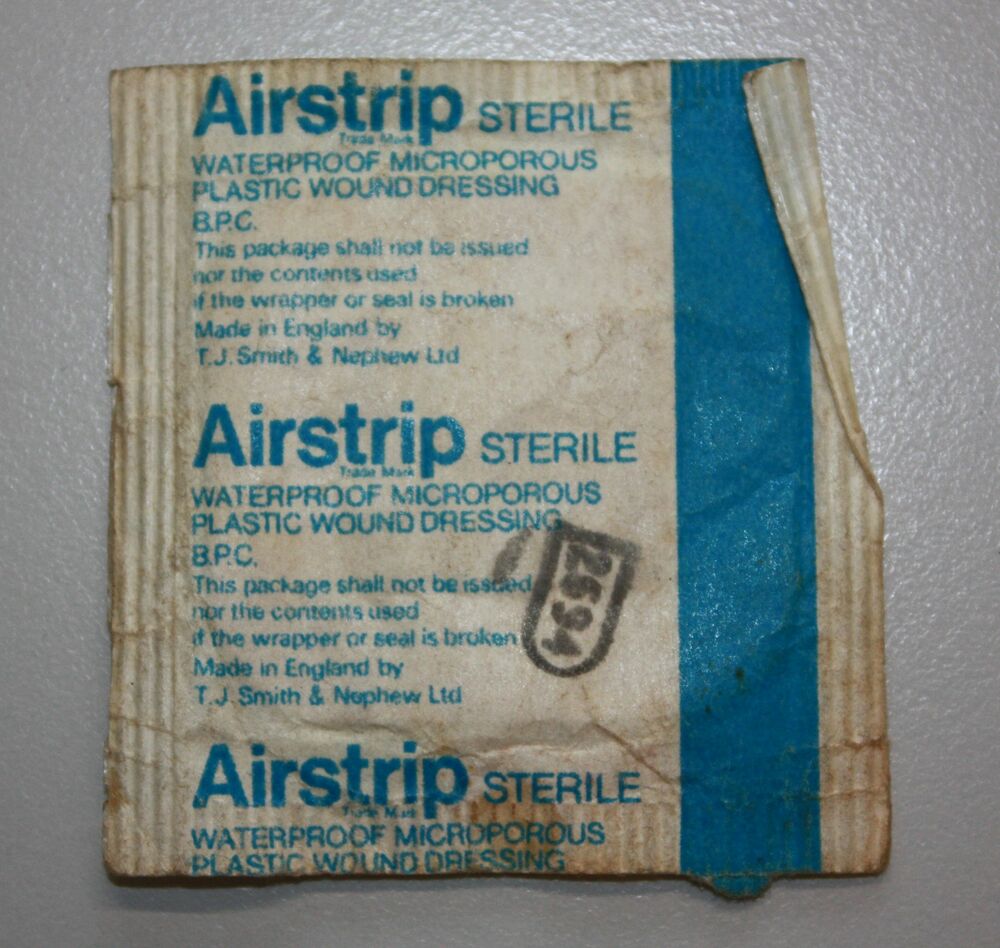 Airstrip STERILE
Trade Mark
WATERPROOF MICROPOROUS
PLASTIC WOUND DRESSING
B.P.C.
This package shall not be issued
nor the contents used
if the wrapper or seal is broken
Made in England by
T.J. Smith & Nephew Ltd
Airstrip STERILE
Trade Mark
WATERPROOF MICROPOROUS
PLASTIC WOUND DRESSING
B.P.C.
This package shall not be issued
nor the contents used
if the wrapper or seal is broken
Made in England by
T.J. Smith & Nephew Ltd
2694
Airstrip STERILE
Trade Mark
WATERPROOF MICROPOROUS
PLASTIC WOUND DRESSING